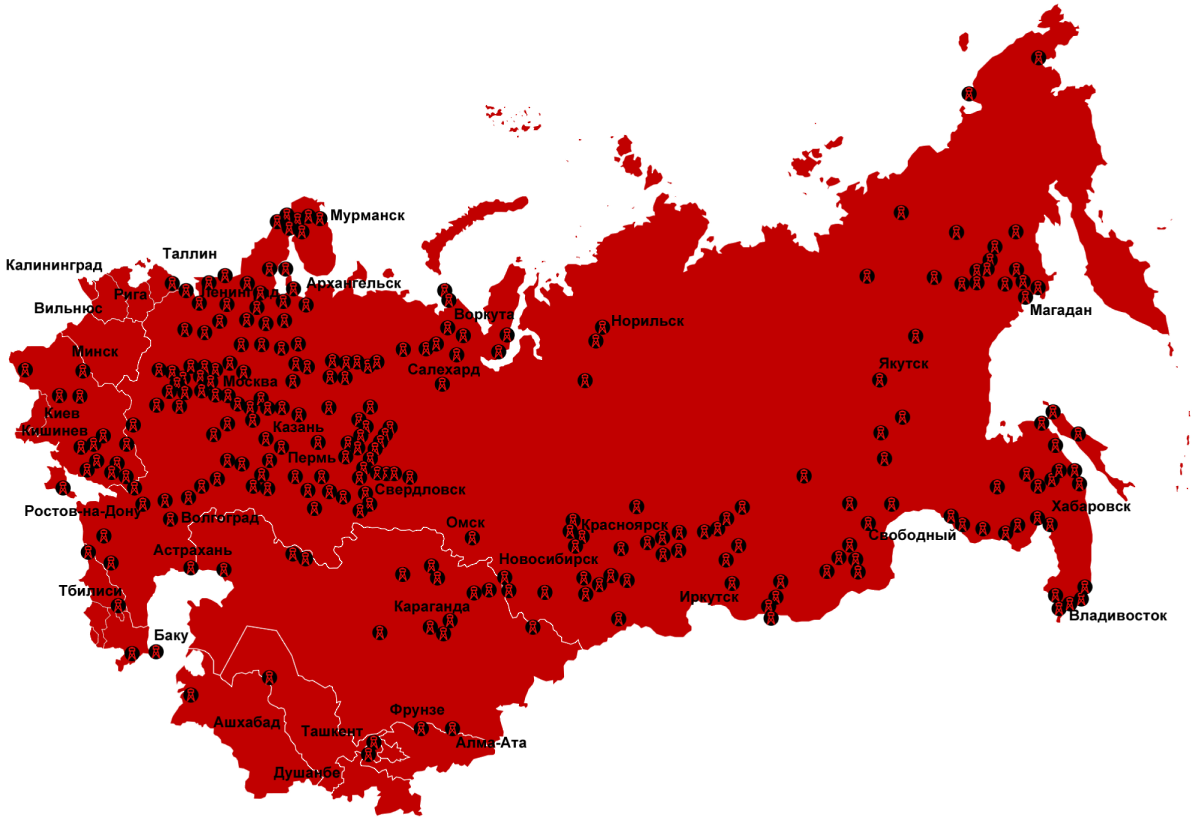 Мурманск
Таллин
Калининград
Архангельск
Рига
Ленинград
Вильнюс
Воркута
Магадан
Норильск
Минск
Салехард
Якутск
Москва
Киев
Казань
Кишинев
Пермь
Свердловск
Хабаровск
Ростов-на-Дону
Волгоград
Омск
Красноярск
Свободный
Астрахань
Новосибирск
Тбилиси
Иркутск
Караганда
Владивосток
Баку
Фрунзе
Ашхабад
Ташкент
Алма-Ата
Душанбе